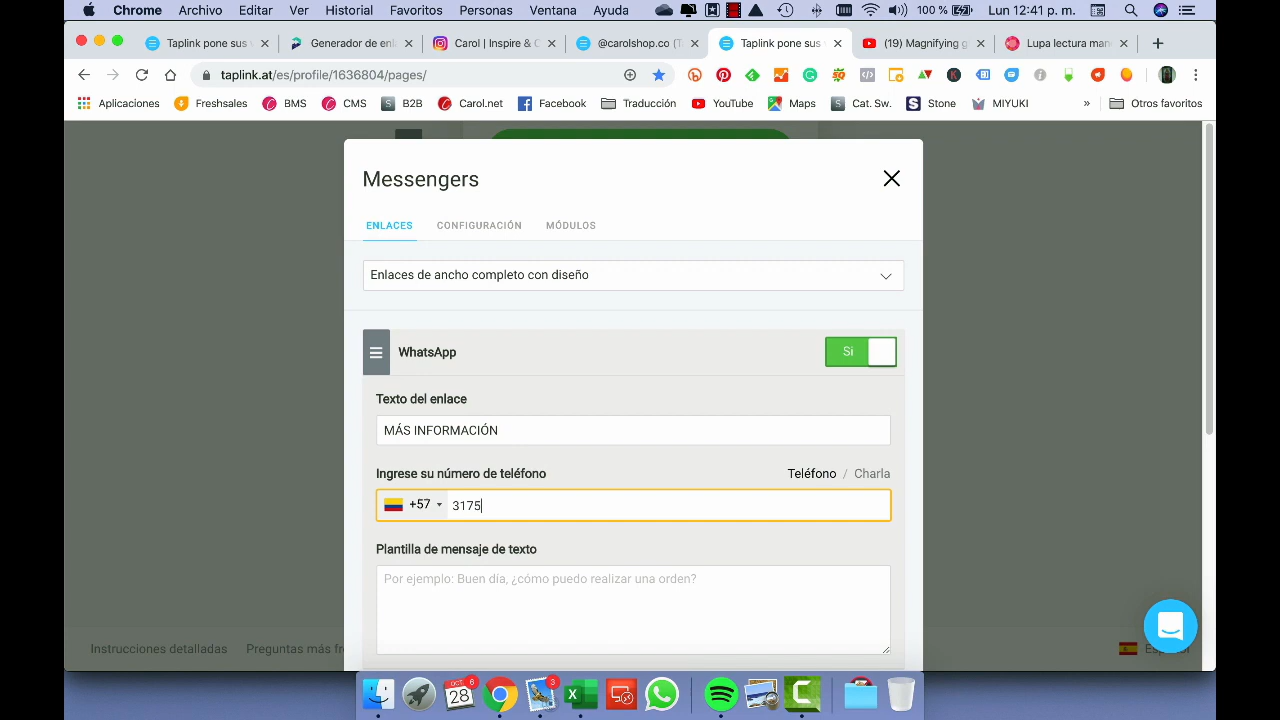 Chrome Archivo Editar Ver Historial Favoritos Personas Ventana Ayuda 100 % Lun 12:41 p. m.
Taplink pone sus Generador de enl Carol | Inspire & C @carolshop.co (T Taplink pone sus (19) Magnifying g Lupa lectura man
taplink.at/es/profile/1636804/pages/
Aplicaciones Freshsales BMS CMS B2B Carol.net Facebook Traducción YouTube Maps Cat. Sw. Stone MIYUKI » Otros favoritos
Messengers
ENLACES CONFIGURACIÓN MÓDULOS
Enlaces de ancho completo con diseño
WhatsApp Si
Texto del enlace
MÁS INFORMACIÓN
Ingrese su número de teléfono Teléfono / Charla
+57 3175
Plantilla de mensaje de texto
Por ejemplo: Buen día, ¿cómo puedo realizar una orden?
Instrucciones detalladas Preguntas más fr
OCT 28 6 3